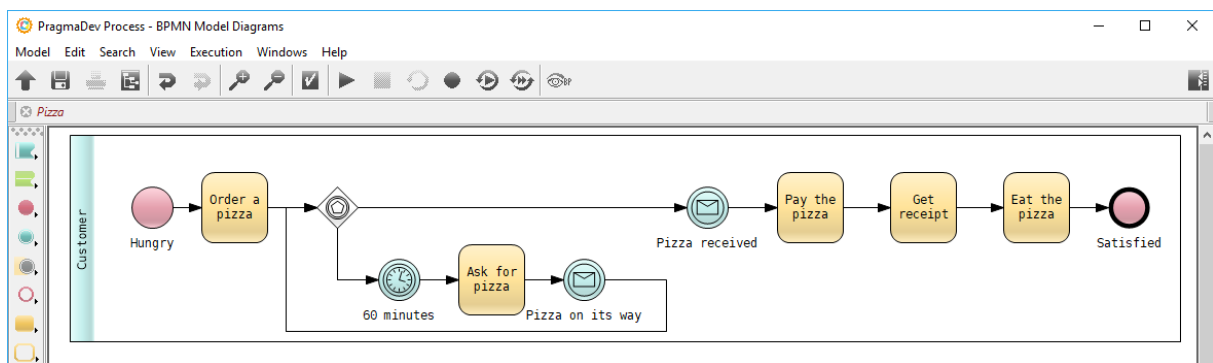 PragmaDev Process - BPMN Model Diagrams
Model Edit Search View Execution Windows Help
BP
Pizza
Customer
Hungry
Order a
pizza
Pizza received
Pay the
pizza
Get
receipt
Eat the
pizza
Satisfied
60 minutes
Ask for
pizza
Pizza on its way